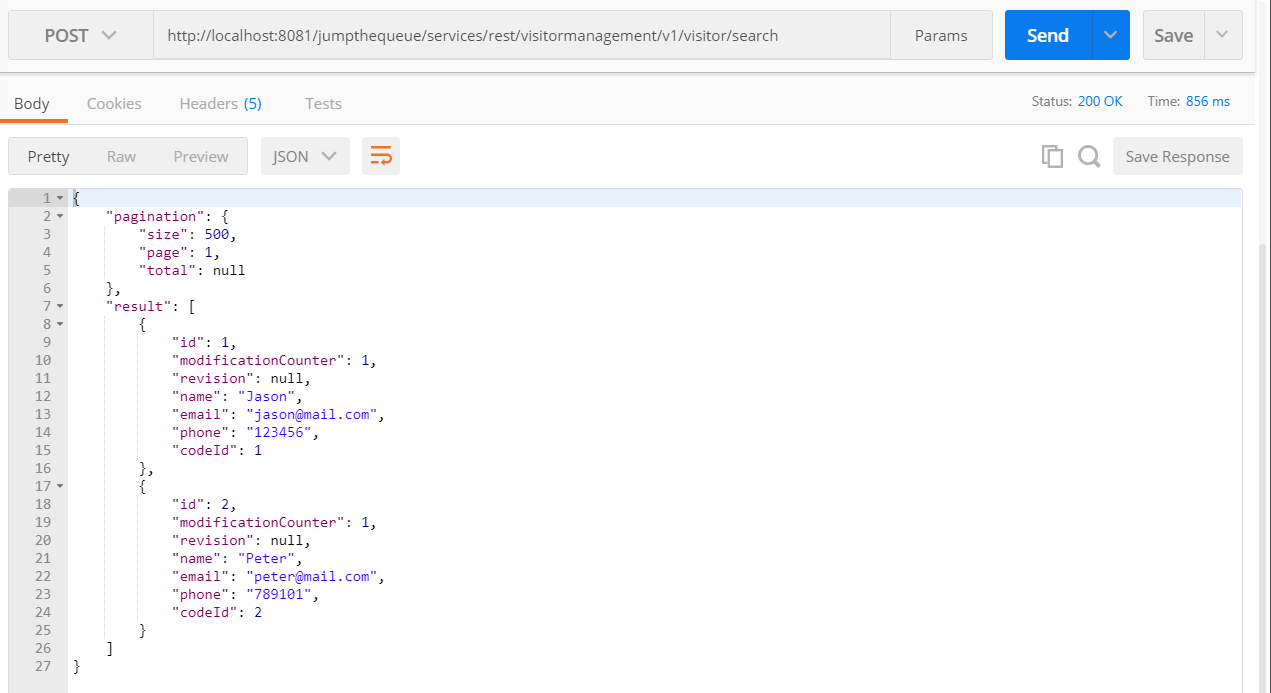 POST http://localhost:8081/jumpthequeue/services/rest/visitormanagement/v1/visitor/search Params Send Save
Body Cookies Headers (5) Tests Status: 200 OK Time: 856 ms
Pretty Raw Preview JSON Save Response
1 {
2 "pagination": {
3 "size": 500,
4 "page": 1,
5 "total": null
6 },
7 "result": [
8 {
9 "id": 1,
10 "modificationCounter": 1,
11 "revision": null,
12 "name": "Jason",
13 "email": "jason@mail.com",
14 "phone": "123456",
15 "codeId": 1
16 },
17 {
18 "id": 2,
19 "modificationCounter": 1,
20 "revision": null,
21 "name": "Peter",
22 "email": "peter@mail.com",
23 "phone": "789101",
24 "codeId": 2
25 }
26 ]
27 }